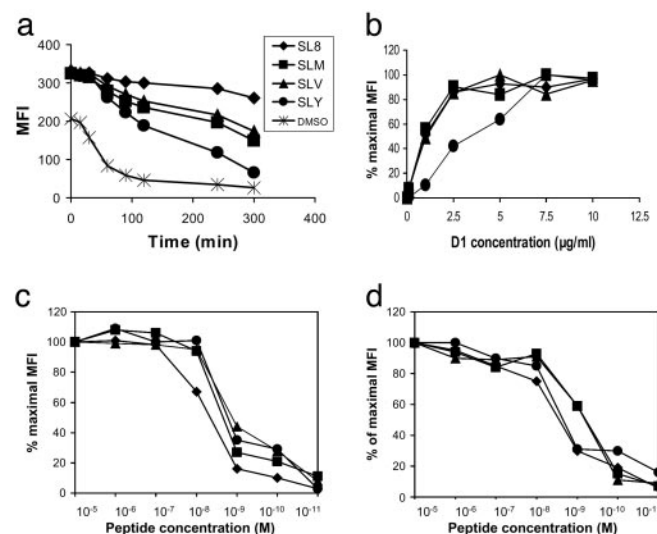 a
MFI
400
300
200
100
0
0
100
200
300
400
Time (min)
SL8
SLM
SLV
SLY
DMSO
b
% maximal MFI
120
100
80
60
40
20
0
0
2.5
5
7.5
10
12.5
D1 concentration (µg/ml)
c
% maximal MFI
120
100
80
60
40
20
0
10-5 10-6 10-7 10-8 10-9 10-10 10-11
Peptide concentration (M)
d
% of maximal MFI
120
100
80
60
40
20
0
10-5 10-6 10-7 10-8 10-9 10-10 10-11
Peptide concentration (M)